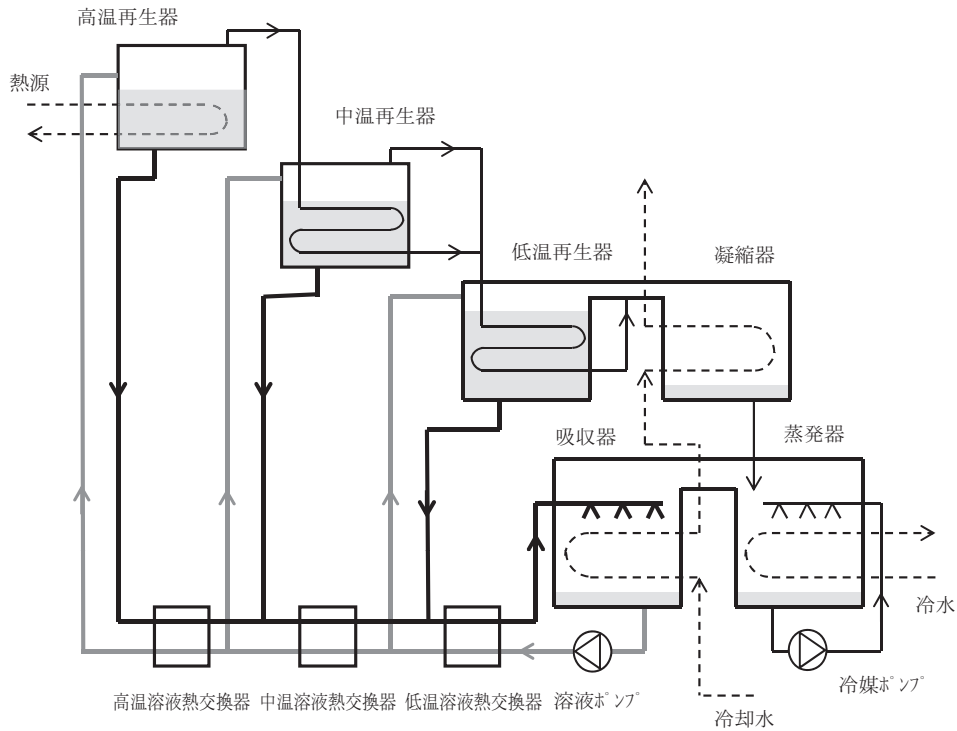 高温再生器
熱源
中温再生器
低温再生器
凝縮器
吸収器
蒸発器
冷水
高温溶液熱交換器
中温溶液熱交換器
低温溶液熱交換器
溶液ﾎﾟﾝﾌﾟ
冷媒ﾎﾟﾝﾌﾟ
冷却水